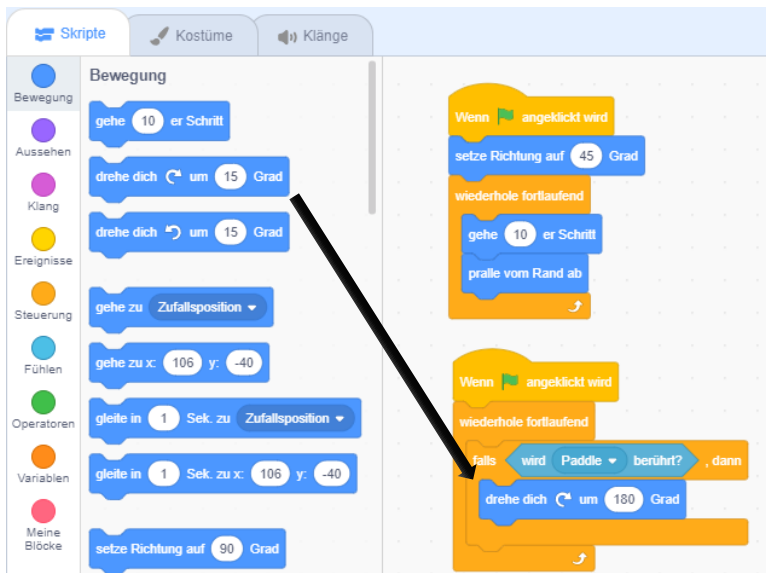 Skripte
Kostüme
Klänge
Bewegung
Aussehen
Klang
Ereignisse
Steuerung
Fühlen
Operatoren
Variablen
Meine
Blöcke
Bewegung
gehe 10 er Schritt
drehe dich um 15 Grad
drehe dich um 15 Grad
gehe zu Zufallsposition
gehe zu x: 106 y: -40
gleite in 1 Sek. zu Zufallsposition
gleite in 1 Sek. zu x: 106 y: -40
setze Richtung auf 90 Grad
Wenn angeklickt wird
setze Richtung auf 45 Grad
wiederhole fortlaufend
gehe 10 er Schritt
pralle vom Rand ab
Wenn angeklickt wird
wiederhole fortlaufend
falls wird Paddle berührt? , dann
drehe dich um 180 Grad